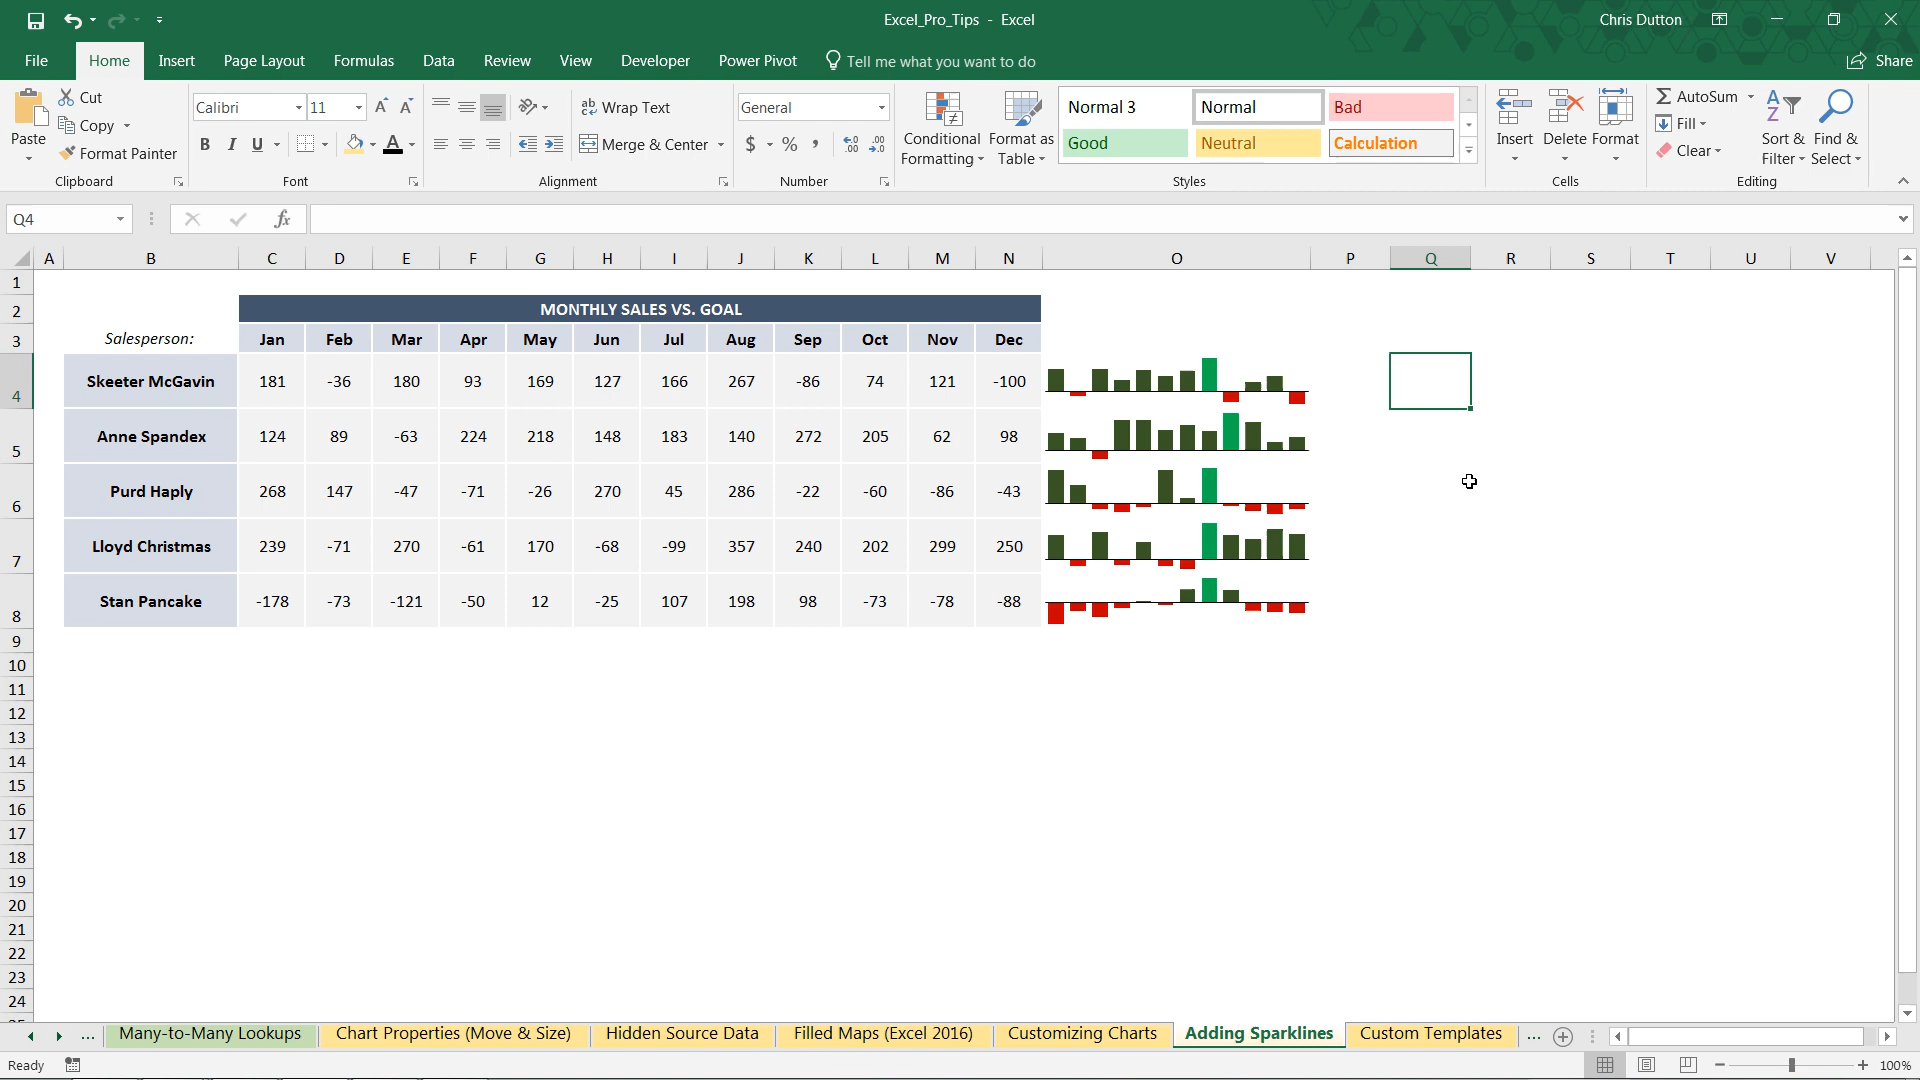 Excel_Pro_Tips - Excel
Chris Dutton
File Home Insert Page Layout Formulas Data Review View Developer Power Pivot Tell me what you want to do Share
Paste Cut Copy Format Painter Clipboard
Calibri 11 A A B I U A Font
Wrap Text Merge & Center Alignment
General $ % , Number
Conditional Formatting Format as Table
Normal 3 Normal Bad
Good Neutral Calculation
Styles
Insert Delete Format Cells
AutoSum Fill Clear Sort & Filter Find & Select Editing
Q4 fx
A B C D E F G H I J K L M N O P Q R S T U V
1
2 MONTHLY SALES VS. GOAL
3 Salesperson: Jan Feb Mar Apr May Jun Jul Aug Sep Oct Nov Dec
4 Skeeter McGavin 181 -36 180 93 169 127 166 267 -86 74 121 -100
5 Anne Spandex 124 89 -63 224 218 148 183 140 272 205 62 98
6 Purd Haply 268 147 -47 -71 -26 270 45 286 -22 -60 -86 -43
7 Lloyd Christmas 239 -71 270 -61 170 -68 -99 357 240 202 299 250
8 Stan Pancake -178 -73 -121 -50 12 -25 107 198 98 -73 -78 -88
9
10
11
12
13
14
15
16
17
18
19
20
21
22
23
24
... Many-to-Many Lookups Chart Properties (Move & Size) Hidden Source Data Filled Maps (Excel 2016) Customizing Charts Adding Sparklines Custom Templates ...
Ready 100%